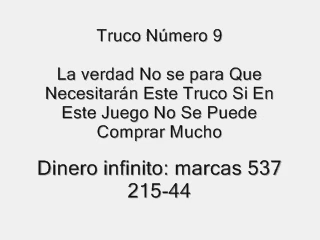 Truco Número 9
La verdad No se para Que
Necesitarán Este Truco Si En
Este Juego No Se Puede
Comprar Mucho
Dinero infinito: marcas 537
215-44